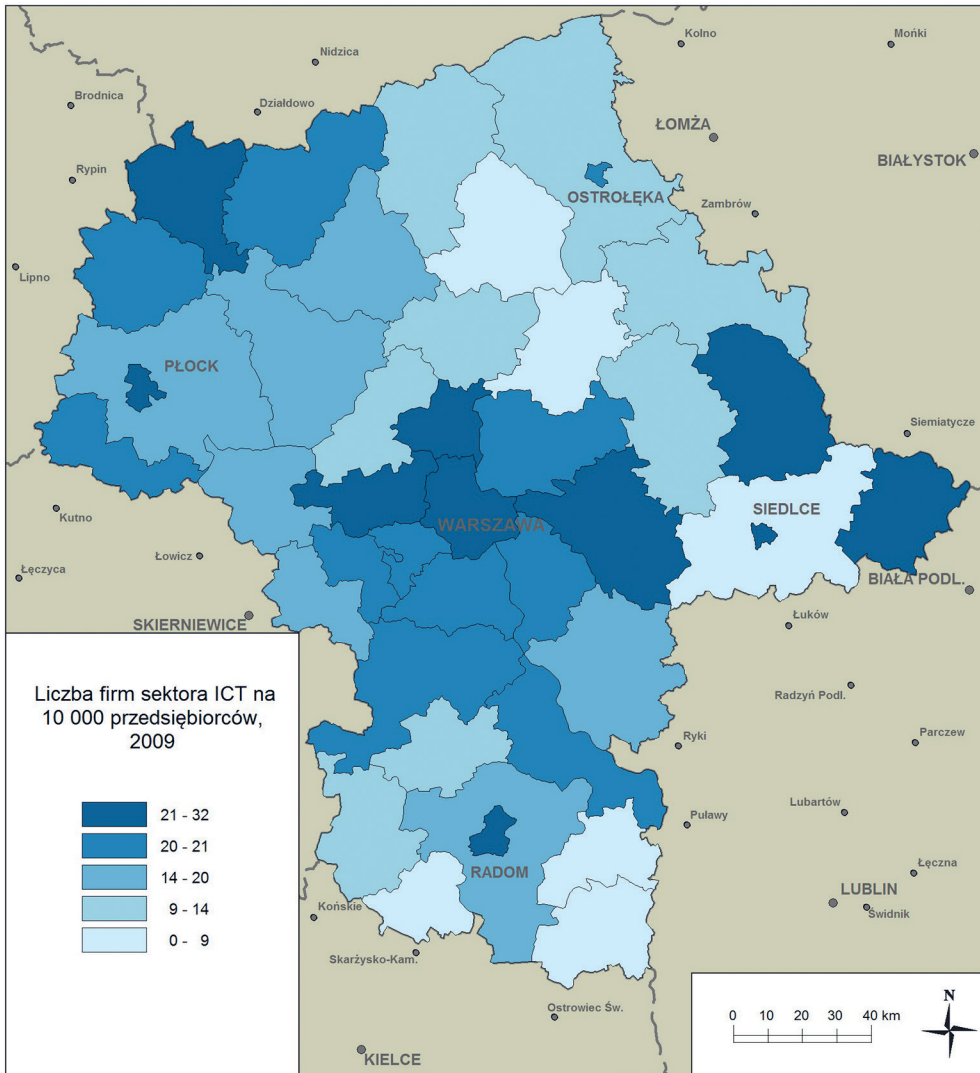 Kolno
Mońki
Nidzica
Brodnica
Działdowo
ŁOMŻA
BIAŁYSTOK
Rypin
OSTROŁĘKA
Zambrów
Lipno
PŁOCK
Siemiatycze
SIEDLCE
Kutno
WARSZAWA
Łowicz
Łęczyca
BIAŁA PODL.
SKIERNIEWICE
Łuków
Radzyń Podl.
Ryki
Parczew
Puławy
Lubartów
RADOM
Łęczna
LUBLIN
Końskie
Świdnik
Skarżysko-Kam.
Ostrowiec Św.
KIELCE
Liczba firm sektora ICT na
10 000 przedsiębiorców,
2009
21 - 32
20 - 21
14 - 20
9 - 14
0 - 9
N
0 10 20 30 40 km